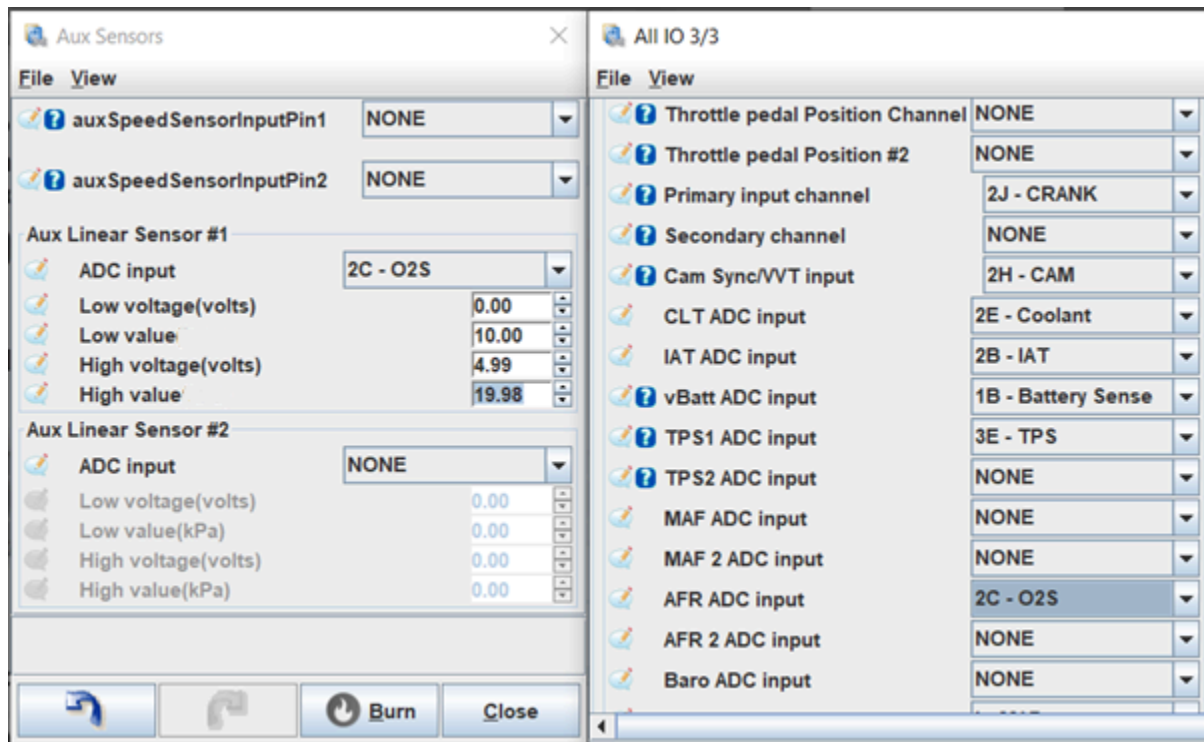 Aux Sensors
File View
auxSpeedSensorInputPin1 NONE
auxSpeedSensorInputPin2 NONE
Aux Linear Sensor #1
ADC input 2C - O2S
Low voltage(volts) 0.00
Low value 10.00
High voltage(volts) 4.99
High value 19.98
Aux Linear Sensor #2
ADC input NONE
Low voltage(volts) 0.00
Low value(kPa) 0.00
High voltage(volts) 0.00
High value(kPa) 0.00
Burn Close
All IO 3/3
File View
Throttle pedal Position Channel NONE
Throttle pedal Position #2 NONE
Primary input channel 2J - CRANK
Secondary channel NONE
Cam Sync/VVT input 2H - CAM
CLT ADC input 2E - Coolant
IAT ADC input 2B - IAT
vBatt ADC input 1B - Battery Sense
TPS1 ADC input 3E - TPS
TPS2 ADC input NONE
MAF ADC input NONE
MAF 2 ADC input NONE
AFR ADC input 2C - O2S
AFR 2 ADC input NONE
Baro ADC input NONE